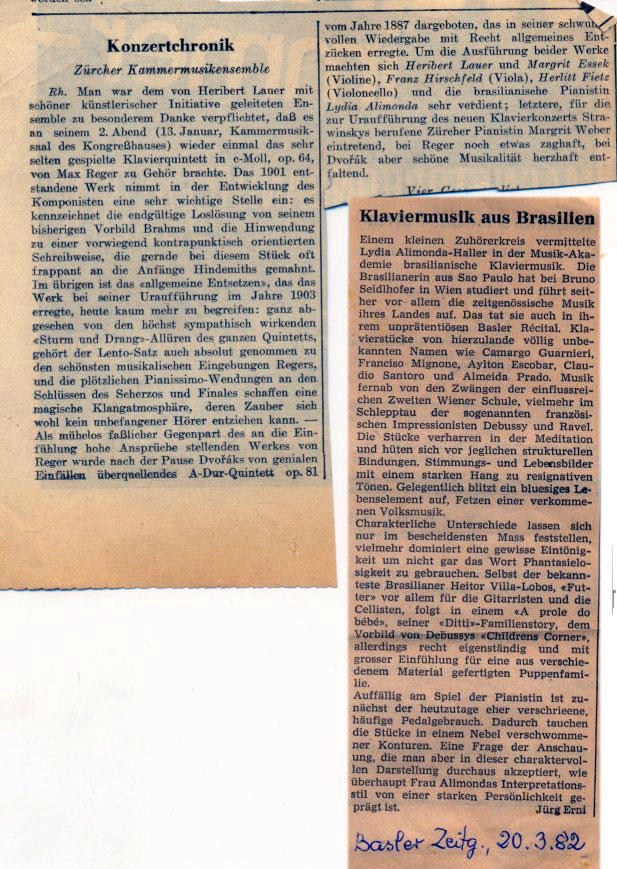 Konzertchronik
Zürcher Kammermusikensemble
Rh. Man war dem von Heribert Lauer mit
schöner künstlerischer Initiative geleiteten En-
semble zu besonderem Danke verpflichtet, daß es
an seinem 2. Abend (13. Januar, Kammermusik-
saal des Kongreßhauses) wieder einmal das sehr
selten gespielte Klavierquintett in c-Moll, op. 64,
von Max Reger zu Gehör brachte. Das 1901 ent-
standene Werk nimmt in der Entwicklung des
Komponisten eine sehr wichtige Stelle ein: es
kennzeichnet die endgültige Loslösung von seinem
bisherigen Vorbild Brahms und die Hinwendung
zu einer vorwiegend kontrapunktisch orientierten
Schreibweise, die gerade bei diesem Stück oft
frappant an die Anfänge Hindemiths gemahnt.
Im übrigen ist das «allgemeine Entsetzen», das das
Werk bei seiner Uraufführung im Jahre 1903
erregte, heute kaum mehr zu begreifen: ganz ab-
gesehen von den höchst sympathisch wirkenden
«Sturm und Drang»-Allüren des ganzen Quintetts,
gehört der Lento-Satz auch absolut genommen zu
den schönsten musikalischen Eingebungen Regers,
und die plötzlichen Pianissimo-Wendungen an den
Schlüssen des Scherzos und Finales schaffen eine
magische Klangatmosphäre, deren Zauber sich
wohl kein unbefangener Hörer entziehen kann. —
Als mühelos faßlicher Gegenpart des an die Ein-
fühlung hohe Ansprüche stellenden Werkes von
Reger wurde nach der Pause Dvořáks von genialen
Einfällen überquellendes A-Dur-Quintett op. 81
vom Jahre 1887 dargeboten, das in seiner schwung-
vollen Wiedergabe mit Recht allgemeines Ent-
zücken erregte. Um die Ausführung beider Werke
machten sich Heribert Lauer und Margrit Essek
(Violine), Franz Hirschfeld (Viola), Herlitt Fietz
(Violoncello) und die brasilianische Pianistin
Lydia Alimonda sehr verdient; letztere, für die
zur Uraufführung des neuen Klavierkonzerts Stra-
winskys berufene Zürcher Pianistin Margrit Weber
eintretend, bei Reger noch etwas zaghaft, bei
Dvořák aber schöne Musikalität herzhaft ent-
faltend.
Klaviermusik aus Brasilien
Einem kleinen Zuhörerkreis vermittelte
Lydia Alimonda-Haller in der Musik-Aka-
demie brasilianische Klaviermusik. Die
Brasilianerin aus Sao Paulo hat bei Bruno
Seidlhofer in Wien studiert und führt seit-
her vor allem die zeitgenössische Musik
ihres Landes auf. Das tat sie auch in ih-
rem unprätentiösen Basler Récital. Kla-
vierstücke von hierzulande völlig unbe-
kannten Namen wie Camargo Guarnieri,
Franciso Mignone, Aylton Escobar, Clau-
dio Santoro und Almeida Prado. Musik
fernab von den Zwängen der einflussrei-
chen Zweiten Wiener Schule, vielmehr im
Schlepptau der sogenannten französi-
schen Impressionisten Debussy und Ravel.
Die Stücke verharren in der Meditation
und hüten sich vor jeglichen strukturellen
Bindungen. Stimmungs- und Lebensbilder
mit einem starken Hang zu resignativen
Tönen. Gelegentlich blitzt ein bluesiges Le-
benselement auf, Fetzen einer verkomme-
nen Volksmusik.
Charakterliche Unterschiede lassen sich
nur im bescheidensten Mass feststellen,
vielmehr dominiert eine gewisse Eintönig-
keit um nicht gar das Wort Phantasielo-
sigkeit zu gebrauchen. Selbst der bekann-
teste Brasilianer Heitor Villa-Lobos, «Fut-
ter» vor allem für die Gitarristen und die
Cellisten, folgt in einem «A prole do
bébé», seiner «Ditti»-Familienstory, dem
Vorbild von Debussys «Childrens Corner»,
allerdings recht eigenständig und mit
grosser Einfühlung für eine aus verschie-
denem Material gefertigten Puppenfami-
lie.
Auffällig am Spiel der Pianistin ist zu-
nächst der heutzutage eher verschrieene,
häufige Pedalgebrauch. Dadurch tauchen
die Stücke in einem Nebel verschwomme-
ner Konturen. Eine Frage der Anschau-
ung, die man aber in dieser charaktervol-
len Darstellung durchaus akzeptiert, wie
überhaupt Frau Alimondas Interpretations-
stil von einer starken Persönlichkeit ge-
prägt ist. Jürg Erni
Basler Zeitg., 20.3.82